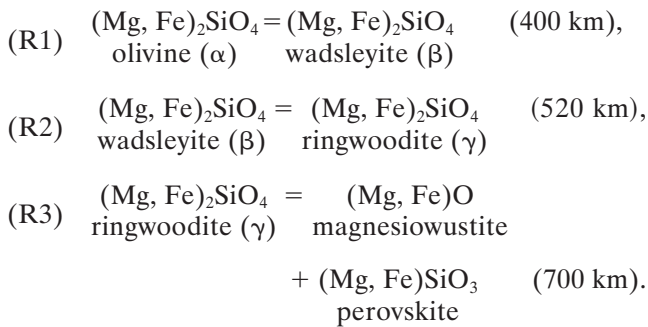 (R1) (Mg, Fe)₂SiO₄ = (Mg, Fe)₂SiO₄ (400 km),
olivine (α) wadsleyite (β)
(R2) (Mg, Fe)₂SiO₄ = (Mg, Fe)₂SiO₄ (520 km),
wadsleyite (β) ringwoodite (γ)
(R3) (Mg, Fe)₂SiO₄ = (Mg, Fe)O
ringwoodite (γ) magnesiowustite
+ (Mg, Fe)SiO₃ (700 km).
perovskite